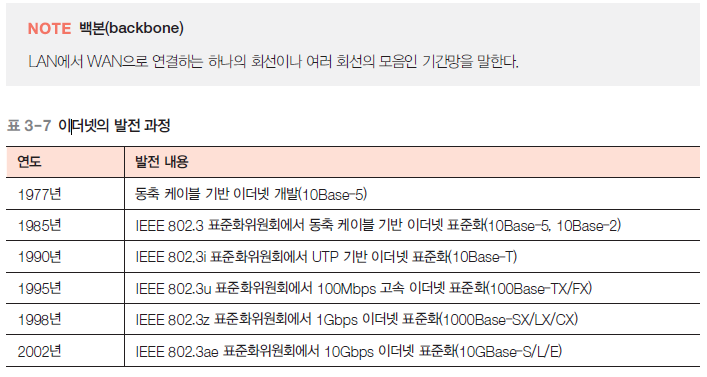 NOTE 백본(backbone)
LAN에서 WAN으로 연결하는 하나의 회선이나 여러 회선의 모음인 기간망을 말한다.
표 3-7 이더넷의 발전 과정
연도 발전 내용
1977년 동축 케이블 기반 이더넷 개발(10Base-5)
1985년 IEEE 802.3 표준화위원회에서 동축 케이블 기반 이더넷 표준화(10Base-5, 10Base-2)
1990년 IEEE 802.3i 표준화위원회에서 UTP 기반 이더넷 표준화(10Base-T)
1995년 IEEE 802.3u 표준화위원회에서 100Mbps 고속 이더넷 표준화(100Base-TX/FX)
1998년 IEEE 802.3z 표준화위원회에서 1Gbps 이더넷 표준화(1000Base-SX/LX/CX)
2002년 IEEE 802.3ae 표준화위원회에서 10Gbps 이더넷 표준화(10GBase-S/L/E)